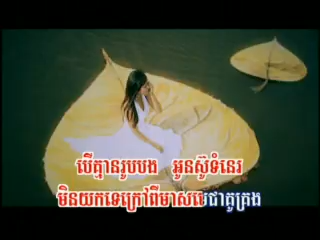 បើគ្មានរូបបង អូនស៊ូទំនេរ
មិនយកទេក្រៅពីមាសមេជាគូគ្រង